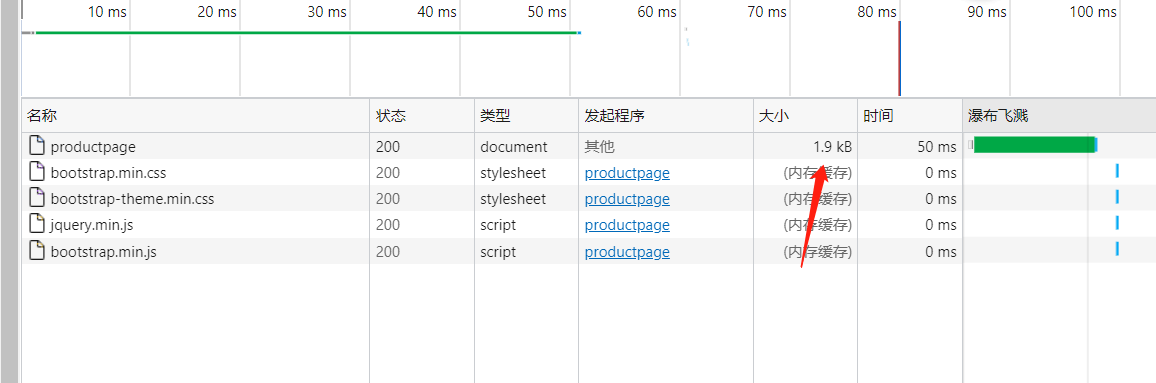 10 ms 20 ms 30 ms 40 ms 50 ms 60 ms 70 ms 80 ms 90 ms 100 ms
名称 状态 类型 发起程序 大小 时间 瀑布飞溅
productpage 200 document 其他 1.9 kB 50 ms
bootstrap.min.css 200 stylesheet productpage (内存缓存) 0 ms
bootstrap-theme.min.css 200 stylesheet productpage (内存缓存) 0 ms
jquery.min.js 200 script productpage (内存缓存) 0 ms
bootstrap.min.js 200 script productpage (内存缓存) 0 ms